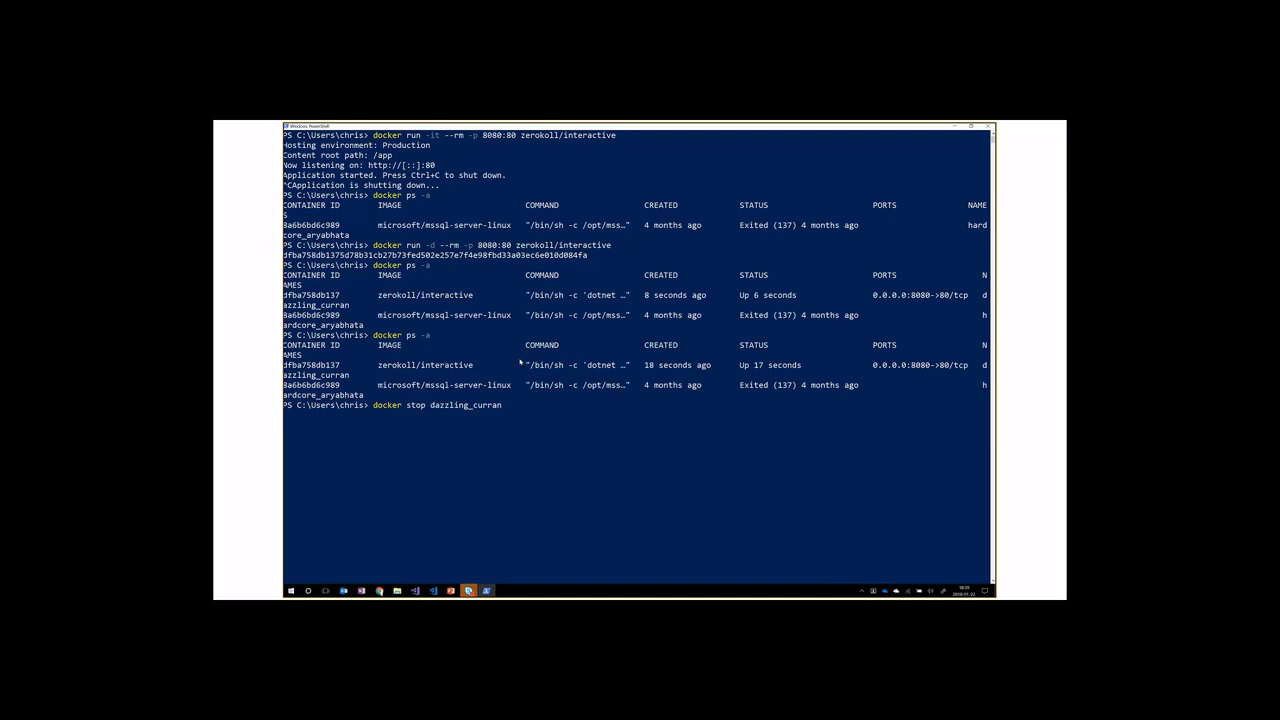 Windows PowerShell
PS C:\Users\chris> docker run -it --rm -p 8080:80 zerokoll/interactive
Hosting environment: Production
Content root path: /app
Now listening on: http://[::]:80
Application started. Press Ctrl+C to shut down.
^CApplication is shutting down...
PS C:\Users\chris> docker ps -a
CONTAINER ID IMAGE COMMAND CREATED STATUS PORTS NAME
S
8a6b6bd6c989 microsoft/mssql-server-linux "/bin/sh -c /opt/mss…" 4 months ago Exited (137) 4 months ago hard
core_aryabhata
PS C:\Users\chris> docker run -d --rm -p 8080:80 zerokoll/interactive
dfba758db1375d78b31cb27b73fed502e257e7f4e98fbd33a03ec6e010d084fa
PS C:\Users\chris> docker ps -a
CONTAINER ID IMAGE COMMAND CREATED STATUS PORTS N
AMES
dfba758db137 zerokoll/interactive "/bin/sh -c 'dotnet …" 8 seconds ago Up 6 seconds 0.0.0.0:8080->80/tcp d
azzling_curran
8a6b6bd6c989 microsoft/mssql-server-linux "/bin/sh -c /opt/mss…" 4 months ago Exited (137) 4 months ago h
ardcore_aryabhata
PS C:\Users\chris> docker ps -a
CONTAINER ID IMAGE COMMAND CREATED STATUS PORTS N
AMES
dfba758db137 zerokoll/interactive "/bin/sh -c 'dotnet …" 18 seconds ago Up 17 seconds 0.0.0.0:8080->80/tcp d
azzling_curran
8a6b6bd6c989 microsoft/mssql-server-linux "/bin/sh -c /opt/mss…" 4 months ago Exited (137) 4 months ago h
ardcore_aryabhata
PS C:\Users\chris> docker stop dazzling_curran
2018-01-22